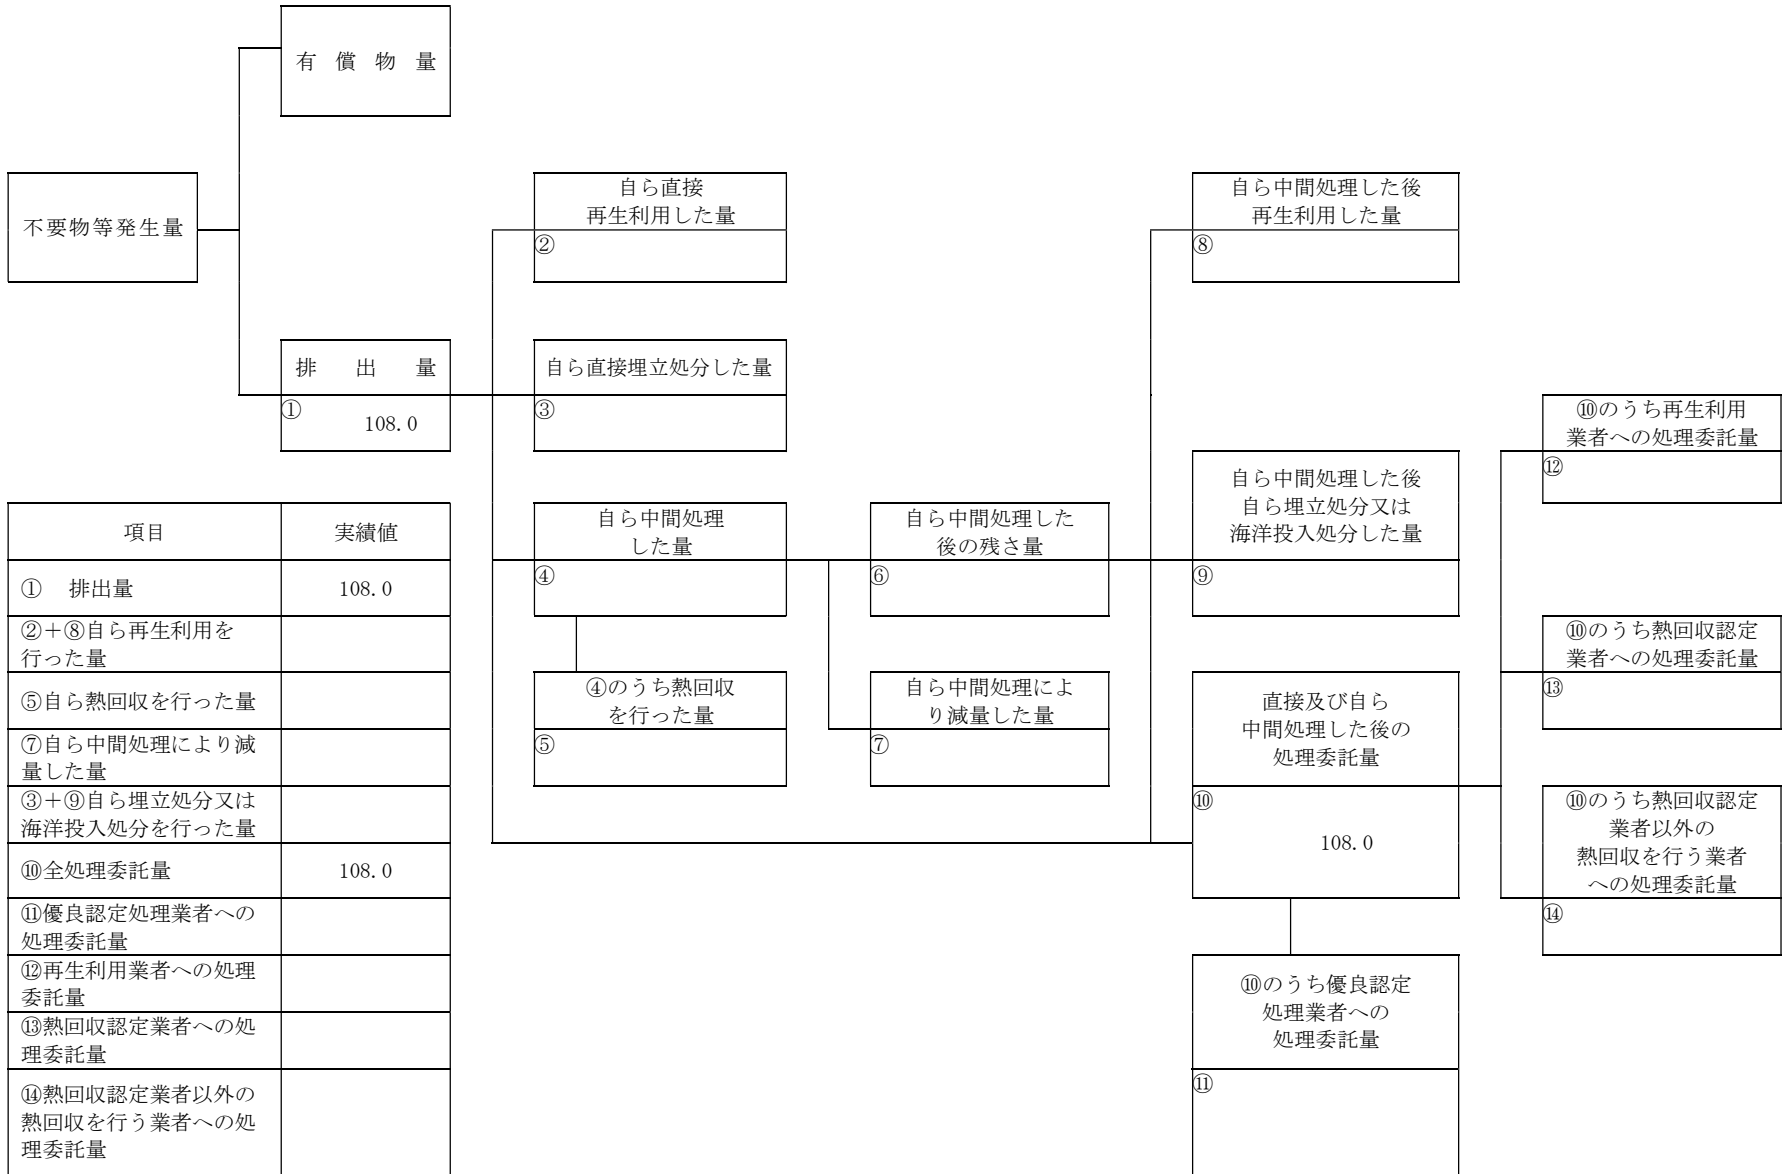 有 償 物 量
不要物等発生量
自ら直接
再生利用した量
②
自ら中間処理した後
再生利用した量
⑧
排 出 量
①
108.0
自ら直接埋立処分した量
③
⑩のうち再生利用
業者への処理委託量
⑫
自ら中間処理した後
自ら埋立処分又は
海洋投入処分した量
⑨
自ら中間処理
した量
④
自ら中間処理した
後の残さ量
⑥
⑩のうち熱回収認定
業者への処理委託量
⑬
④のうち熱回収
を行った量
⑤
自ら中間処理によ
り減量した量
⑦
直接及び自ら
中間処理した後の
処理委託量
⑩
108.0
⑩のうち熱回収認定
業者以外の
熱回収を行う業者
への処理委託量
⑭
⑩のうち優良認定
処理業者への
処理委託量
⑪
項目 実績値
① 排出量 108.0
②+⑧自ら再生利用を
行った量
⑤自ら熱回収を行った量
⑦自ら中間処理により減
量した量
③+⑨自ら埋立処分又は
海洋投入処分を行った量
⑩全処理委託量 108.0
⑪優良認定処理業者への
処理委託量
⑫再生利用業者への処理
委託量
⑬熱回収認定業者への処
理委託量
⑭熱回収認定業者以外の
熱回収を行う業者への処
理委託量